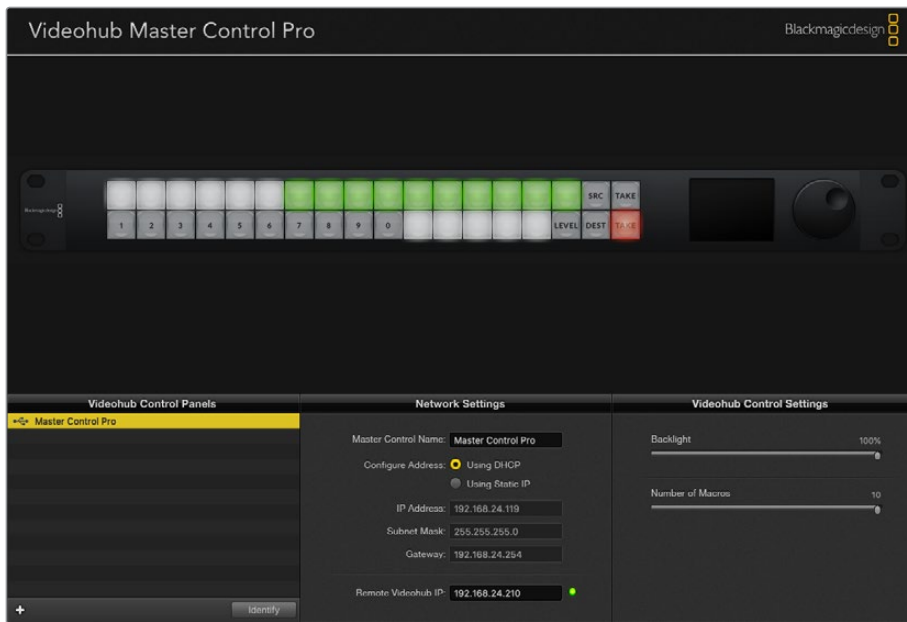 Videohub Master Control Pro
Blackmagicdesign
Blackmagicdesign
SRC TAKE
1 2 3 4 5 6 7 8 9 0 LEVEL DEST TAKE
Videohub Control Panels
Master Control Pro
Identify
Network Settings
Master Control Name: Master Control Pro
Configure Address: Using DHCP
Using Static IP
IP Address: 192.168.24.119
Subnet Mask: 255.255.255.0
Gateway: 192.168.24.254
Remote Videohub IP: 192.168.24.210
Videohub Control Settings
Backlight 100%
Number of Macros 10